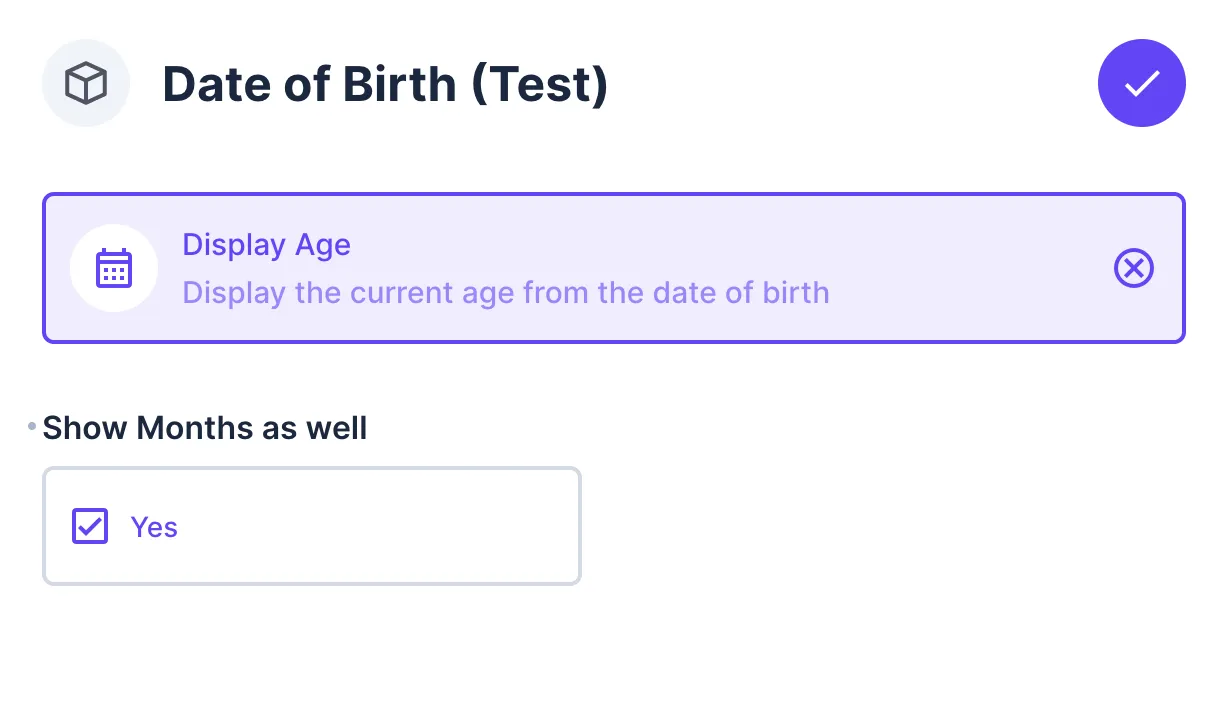 Date of Birth (Test)
Display Age
Display the current age from the date of birth
Show Months as well
Yes